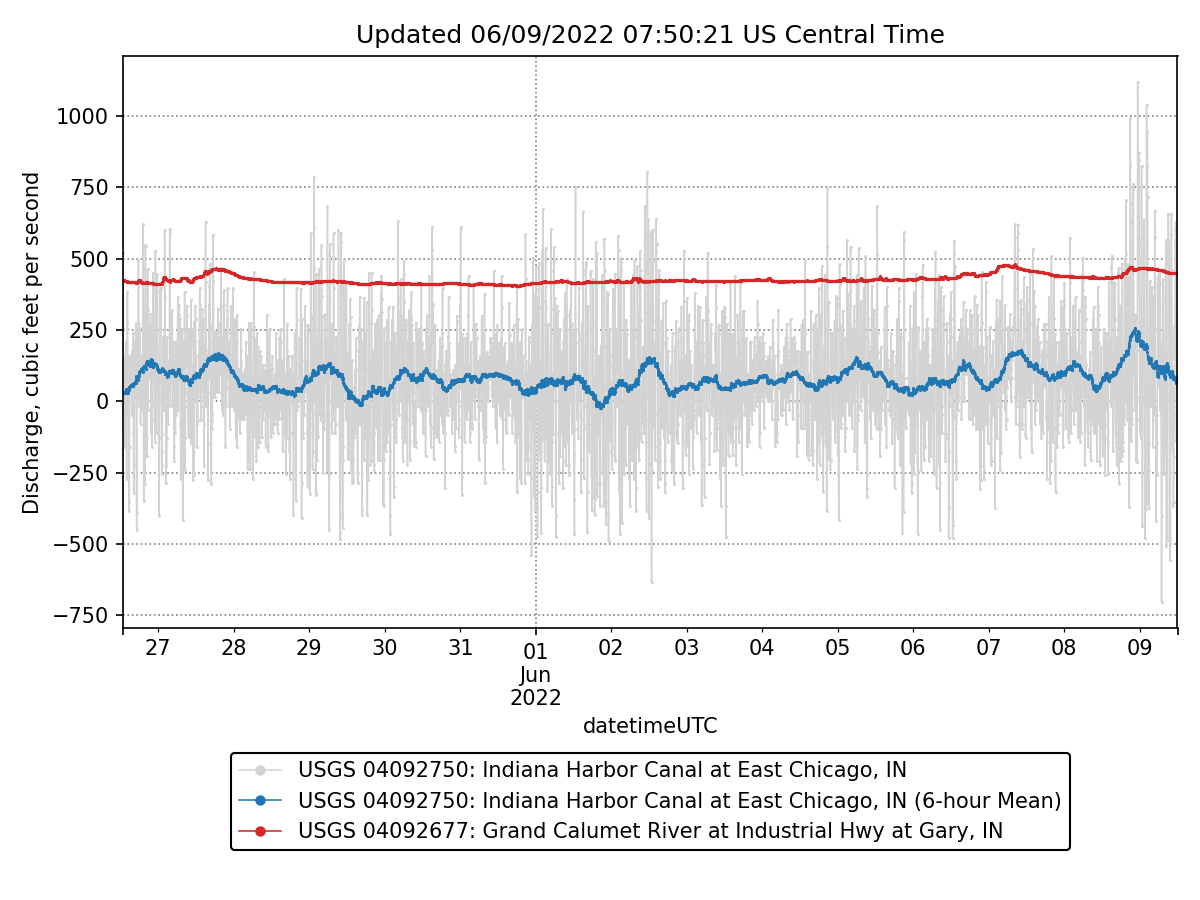 Updated 06/09/2022 07:50:21 US Central Time
Discharge, cubic feet per second
1000
750
500
250
0
−250
−500
−750
27 28 29 30 31 01 02 03 04 05 06 07 08 09
Jun
2022
datetimeUTC
USGS 04092750: Indiana Harbor Canal at East Chicago, IN
USGS 04092750: Indiana Harbor Canal at East Chicago, IN (6-hour Mean)
USGS 04092677: Grand Calumet River at Industrial Hwy at Gary, IN